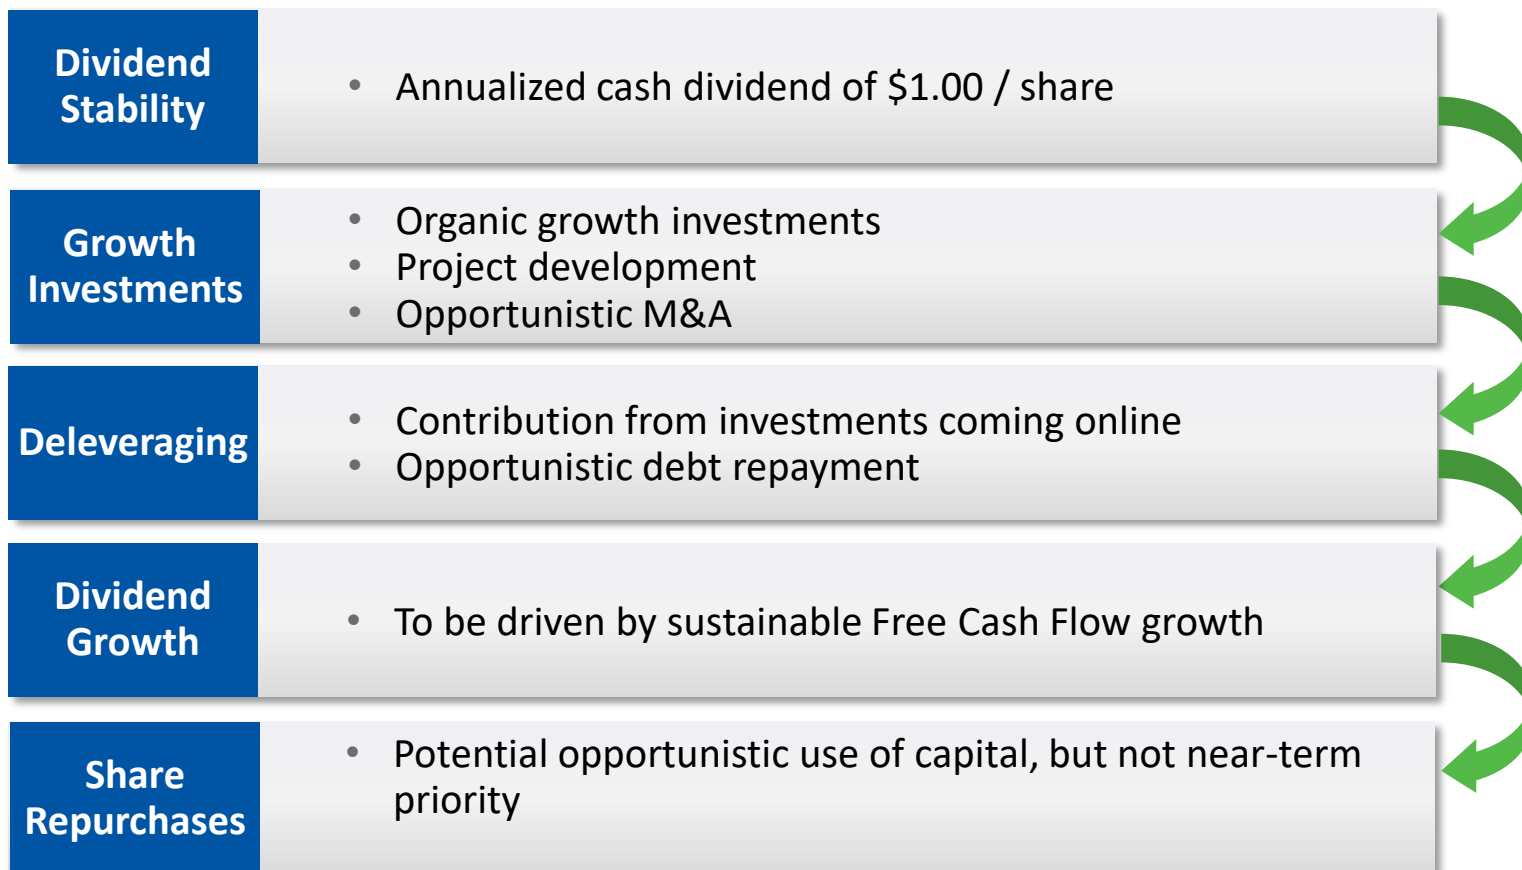 Dividend
Stability
• Annualized cash dividend of $1.00 / share
Growth
Investments
• Organic growth investments
• Project development
• Opportunistic M&A
Deleveraging
• Contribution from investments coming online
• Opportunistic debt repayment
Dividend
Growth
• To be driven by sustainable Free Cash Flow growth
Share
Repurchases
• Potential opportunistic use of capital, but not near-term
priority